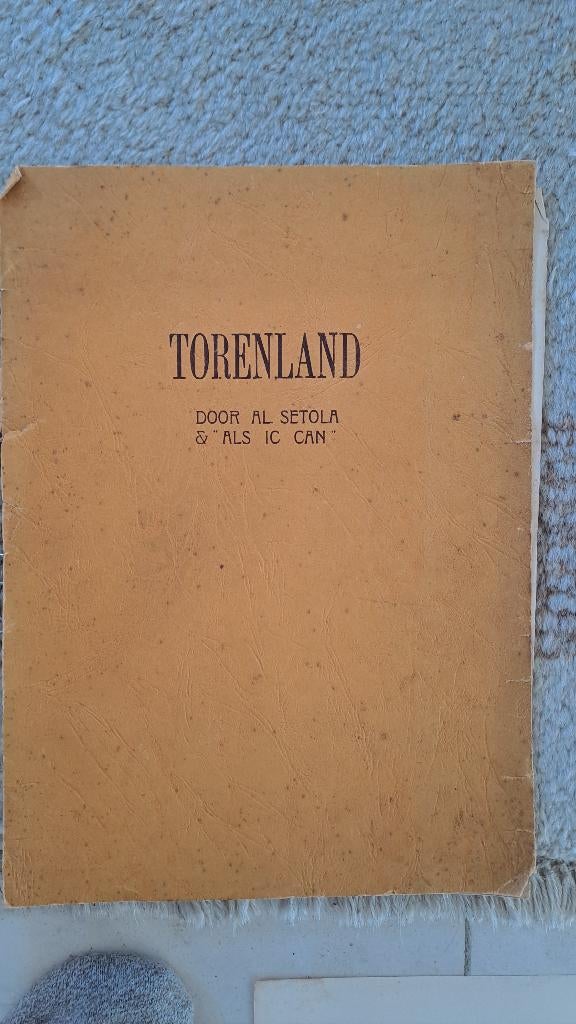 TORENLAND
DOOR AL SETOLA
& "ALS IC CAN"